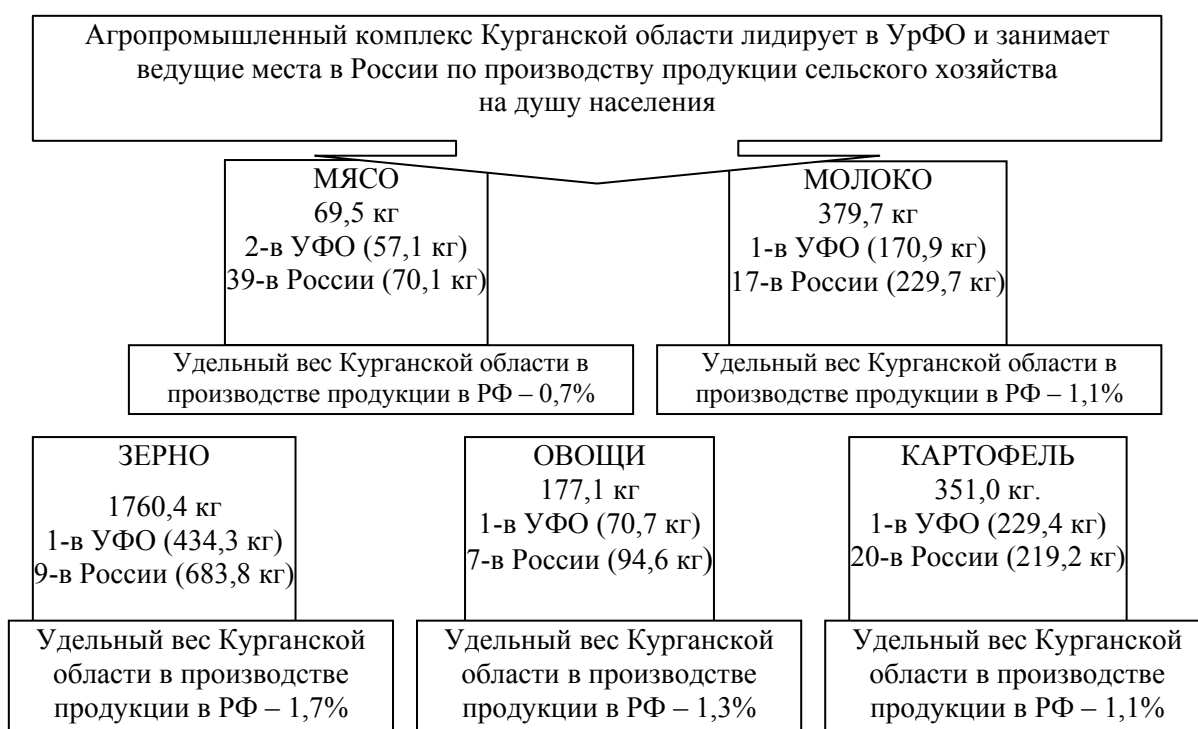 Агропромышленный комплекс Курганской области лидирует в УрФО и занимает
ведущие места в России по производству продукции сельского хозяйства
на душу населения
МЯСО
69,5 кг
2-в УФО (57,1 кг)
39-в России (70,1 кг)
Удельный вес Курганской области в
производстве продукции в РФ – 0,7%
МОЛОКО
379,7 кг
1-в УФО (170,9 кг)
17-в России (229,7 кг)
Удельный вес Курганской области в
производстве продукции в РФ – 1,1%
ЗЕРНО
1760,4 кг
1-в УФО (434,3 кг)
9-в России (683,8 кг)
Удельный вес Курганской
области в производстве
продукции в РФ – 1,7%
ОВОЩИ
177,1 кг
1-в УФО (70,7 кг)
7-в России (94,6 кг)
Удельный вес Курганской
области в производстве
продукции в РФ – 1,3%
КАРТОФЕЛЬ
351,0 кг.
1-в УФО (229,4 кг)
20-в России (219,2 кг)
Удельный вес Курганской
области в производстве
продукции в РФ – 1,1%